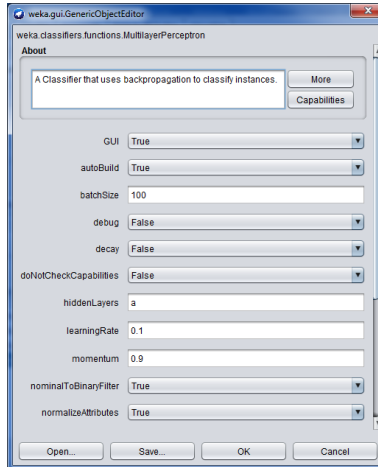 weka.gui.GenericObjectEditor
weka.classifiers.functions.MultilayerPerceptron
About
A Classifier that uses backpropagation to classify instances.
More
Capabilities
GUI True
autoBuild True
batchSize 100
debug False
decay False
doNotCheckCapabilities False
hiddenLayers a
learningRate 0.1
momentum 0.9
nominalToBinaryFilter True
normalizeAttributes True
Open... Save... OK Cancel